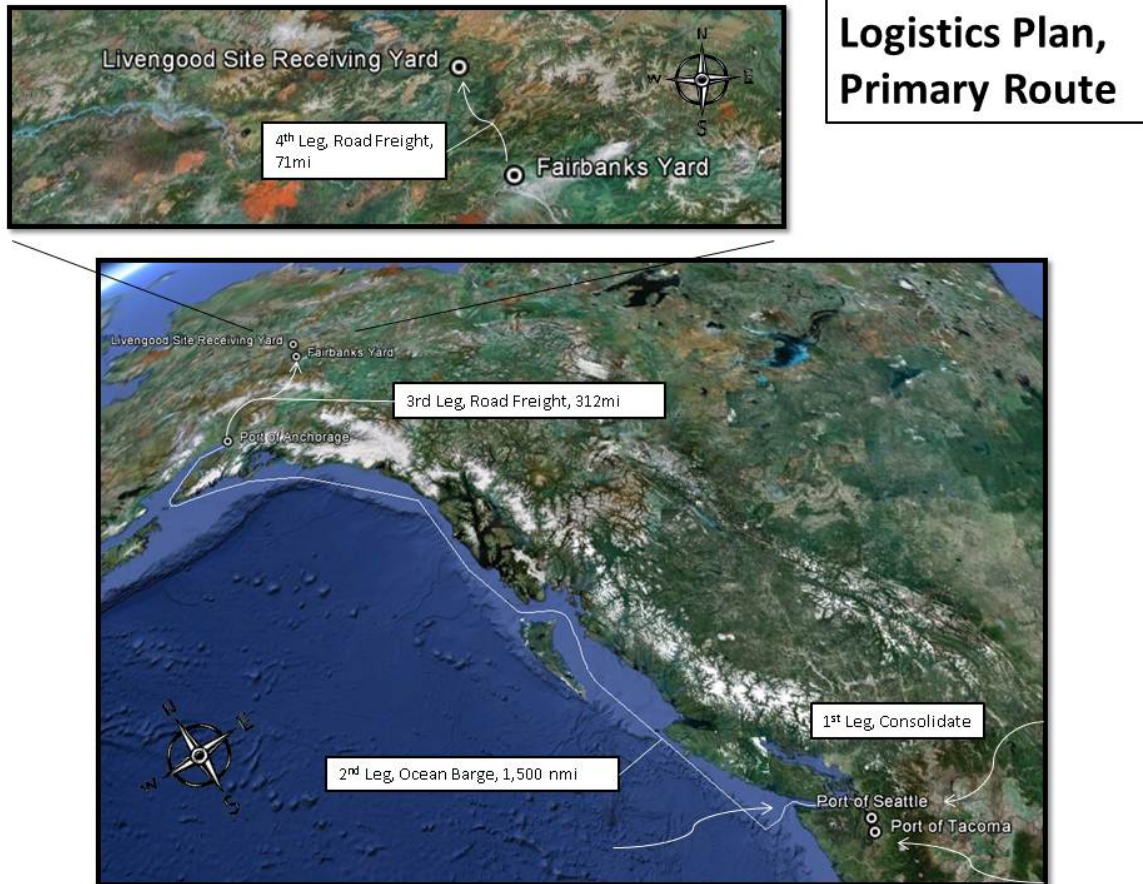 Logistics Plan,
Primary Route
Livengood Site Receiving Yard
N
W E
S
4th Leg, Road Freight,
71mi
Fairbanks Yard
Livengood Site Receiving Yard
Fairbanks Yard
3rd Leg, Road Freight, 312mi
Port of Anchorage
1st Leg, Consolidate
N
E
2nd Leg, Ocean Barge, 1,500 nmi
W
S
Port of Seattle
Port of Tacoma